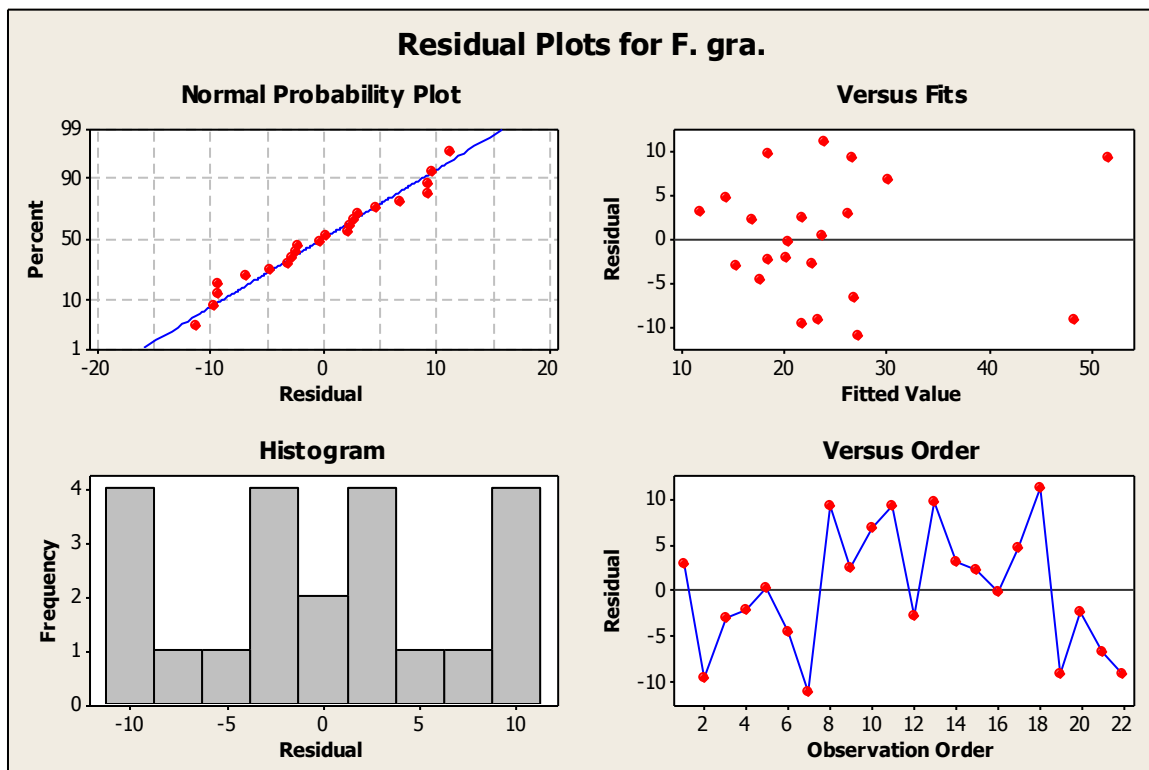 Residual Plots for F. gra.
Normal Probability Plot
99
90
50
10
1
Percent
-20 -10 0 10 20
Residual
Versus Fits
10
5
0
-5
-10
Residual
10 20 30 40 50
Fitted Value
Histogram
4
3
2
1
0
Frequency
-10 -5 0 5 10
Residual
Versus Order
10
5
0
-5
-10
Residual
2 4 6 8 10 12 14 16 18 20 22
Observation Order